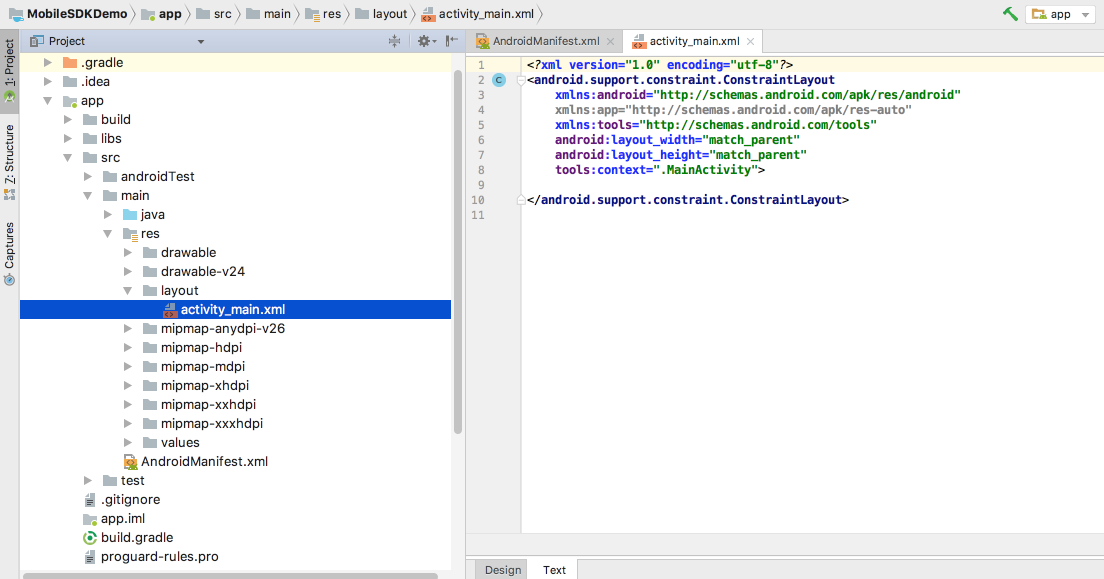 MobileSDKDemo app src main res layout activity_main.xml app
1: Project
Z: Structure
Captures
Project
.gradle
.idea
app
build
libs
src
androidTest
main
java
res
drawable
drawable-v24
layout
activity_main.xml
mipmap-anydpi-v26
mipmap-hdpi
mipmap-mdpi
mipmap-xhdpi
mipmap-xxhdpi
mipmap-xxxhdpi
values
AndroidManifest.xml
test
.gitignore
app.iml
build.gradle
proguard-rules.pro
AndroidManifest.xml activity_main.xml
1 <?xml version="1.0" encoding="utf-8"?>
2 C <android.support.constraint.ConstraintLayout
3 xmlns:android="http://schemas.android.com/apk/res/android"
4 xmlns:app="http://schemas.android.com/apk/res-auto"
5 xmlns:tools="http://schemas.android.com/tools"
6 android:layout_width="match_parent"
7 android:layout_height="match_parent"
8 tools:context=".MainActivity">
9
10 </android.support.constraint.ConstraintLayout>
11
Design Text